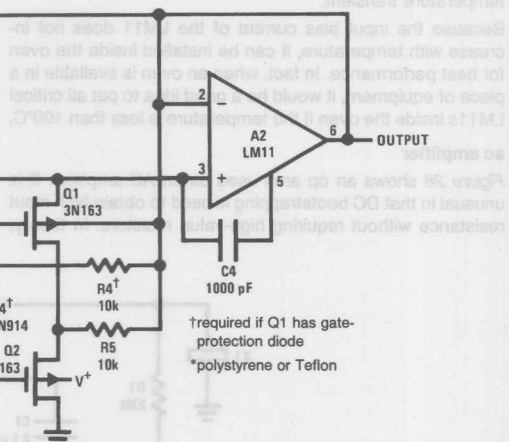 2
A2
LM11
6
OUTPUT
3
5
Q1
3N163
C4
1000 pF
R4†
10k
4†
N914
R5
10k
†required if Q1 has gate-
protection diode
*polystyrene or Teflon
Q2
163
V+
temperature transient.
Because the input bias current of the LM11 does not in-
crease with temperature, it can be installed inside the oven
for best performance. In fact, when an oven is available in a
piece of equipment, it would be a good idea to put all critical
LM11s inside the oven if the temperature is less than 100°C.
ac amplifier
Figure 26 shows an op amp used as an AC amplifier. It is
unusual in that DC bootstrapping is used to obtain high input
resistance without requiring high-value resistors. In
R1
22M
C1